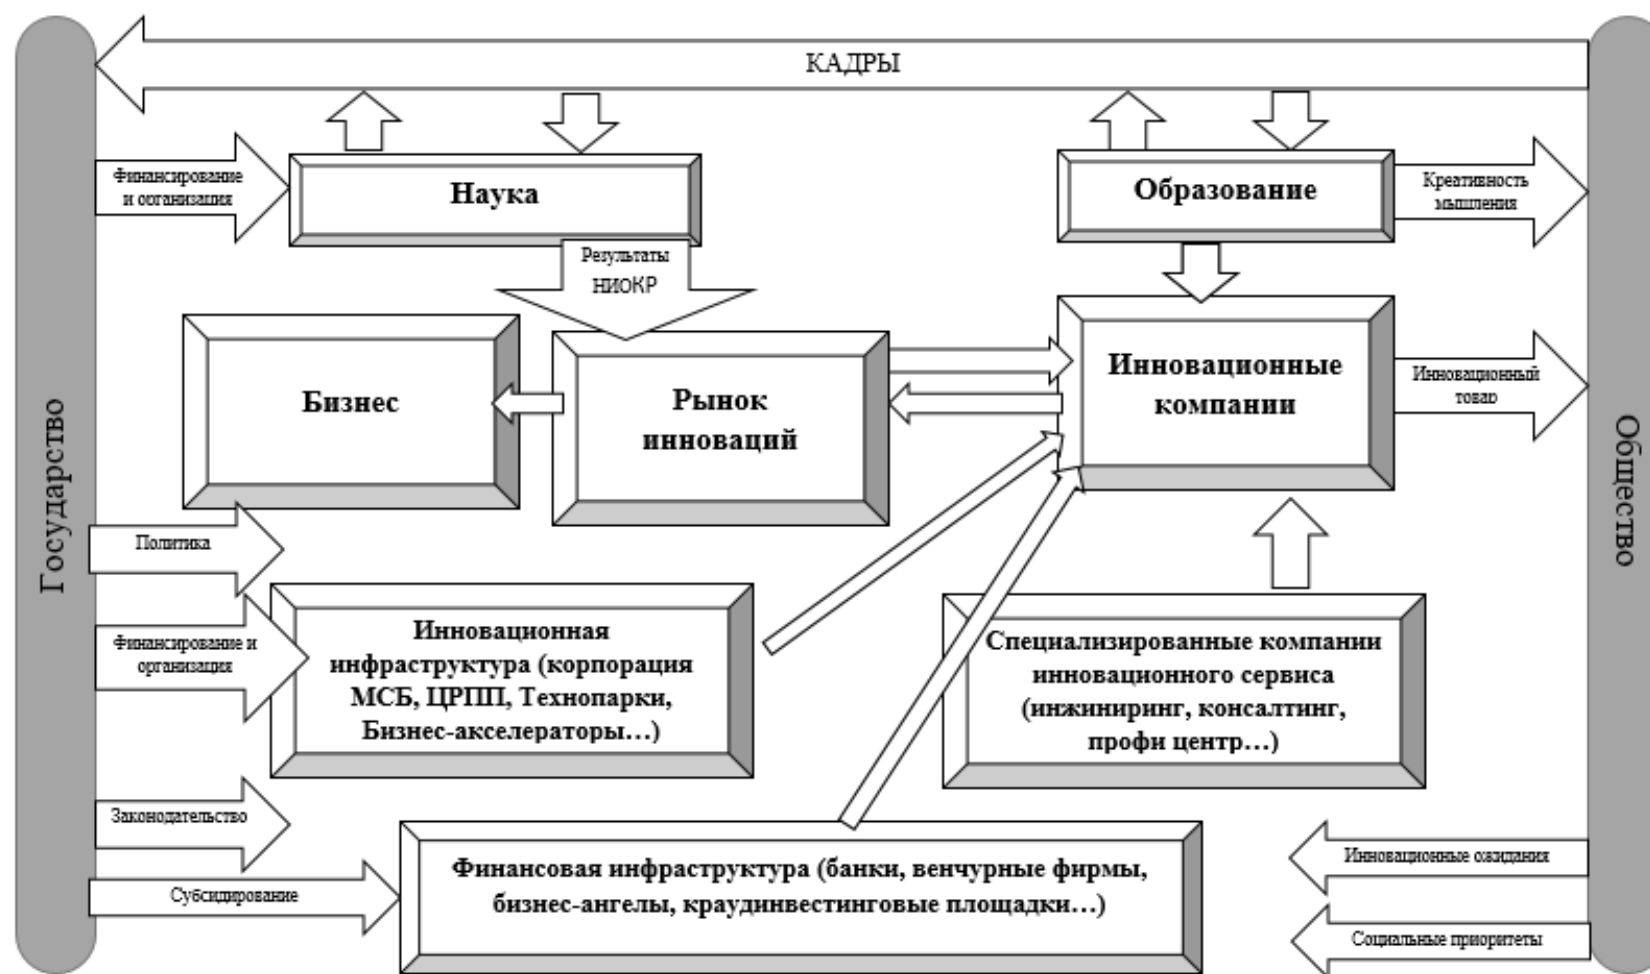 КАДРЫ
Государство
Общество
Финансирование
и организация
Наука
Образование
Креативность
мышления
Результаты
НИОКР
Бизнес
Рынок
инноваций
Инновационные
компании
Инновационный
товар
Политика
Финансирование и
организация
Инновационная
инфраструктура (корпорация
МСБ, ЦРПП, Технопарки,
Бизнес-акселераторы…)
Специализированные компании
инновационного сервиса
(инжиниринг, консалтинг,
профи центр…)
Законодательство
Субсидирование
Финансовая инфраструктура (банки, венчурные фирмы,
бизнес-ангелы, краудинвестинговые площадки…)
Инновационные ожидания
Социальные приоритеты